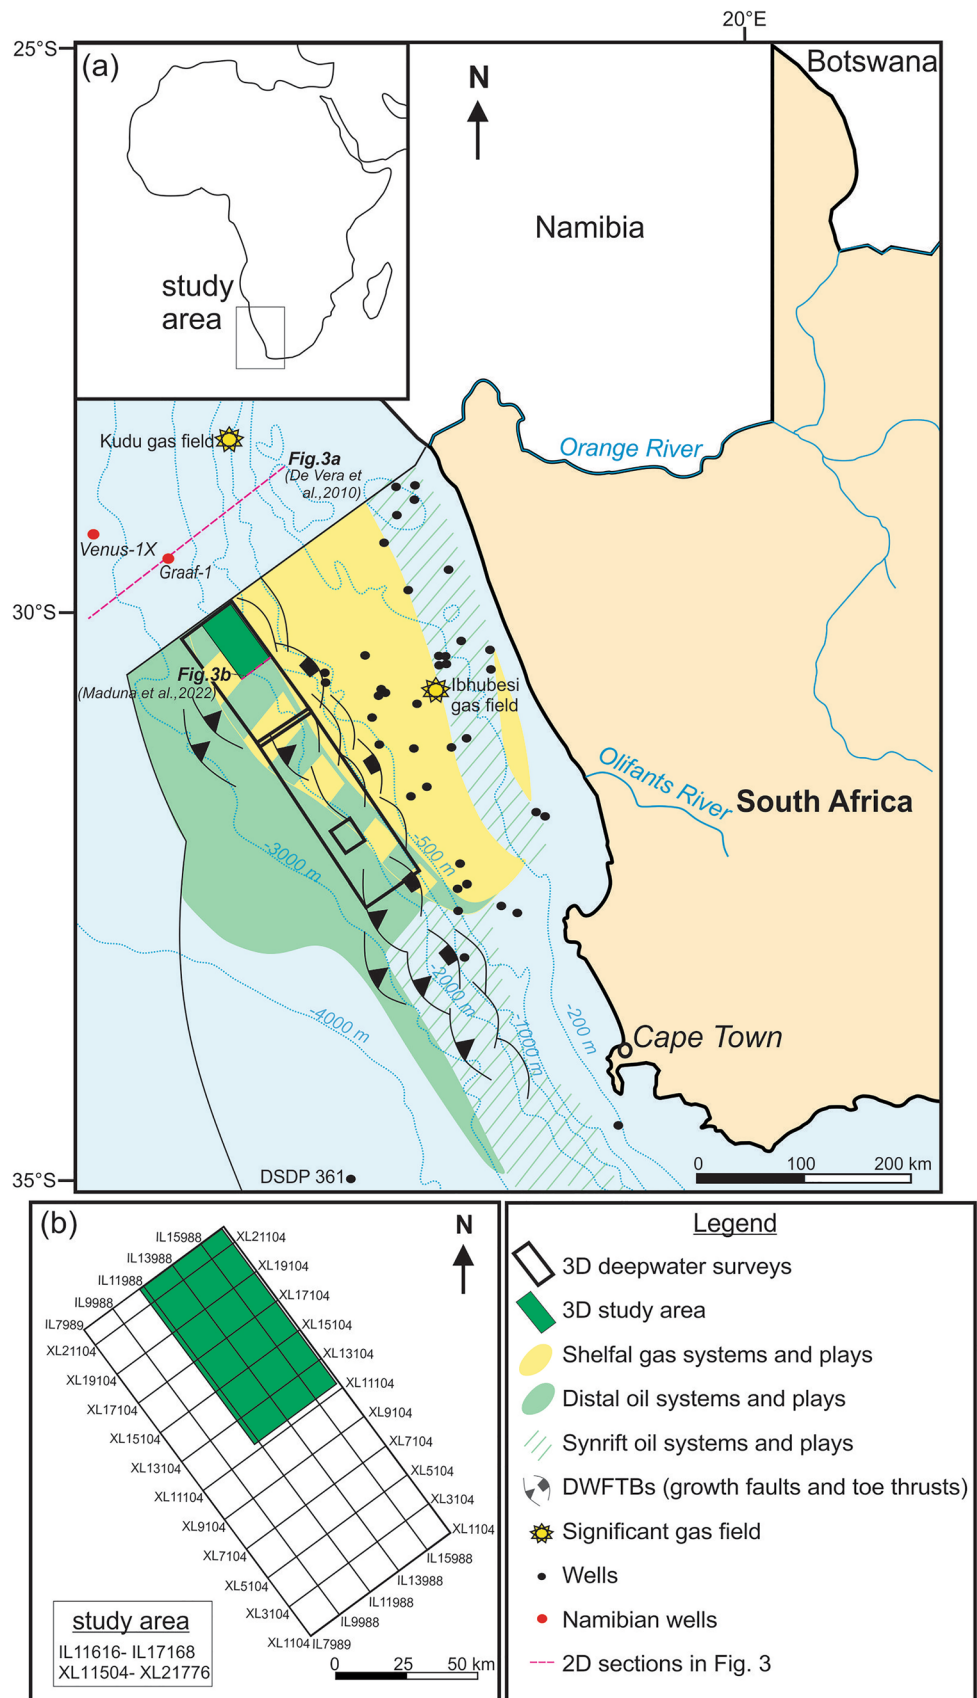 20°E
25°S
(a)
Botswana
N
Namibia
study
area
Kudu gas field
Fig.3a
(De Vera et
al.,2010)
Orange River
Venus-1X
Graaf-1
30°S
Fig.3b
(Maduna et al.,2022)
Ibhubesi
gas field
Olifants River
South Africa
-500 m
-3000 m
-2000 m
-4000 m
-1000 m
-200 m
Cape Town
DSDP 361
35°S
0 100 200 km
(b)
N
IL15988
XL21104
IL13988
XL19104
IL11988
XL17104
IL9988
XL15104
IL7989
XL13104
XL21104
XL11104
XL19104
XL9104
XL17104
XL7104
XL15104
XL5104
XL13104
XL3104
XL11104
XL1104
XL9104
IL15988
XL7104
IL13988
XL5104
IL11988
XL3104
IL9988
XL1104
IL7989
study area
IL11616- IL17168
XL11504- XL21776
0 25 50 km
Legend
3D deepwater surveys
3D study area
Shelfal gas systems and plays
Distal oil systems and plays
Synrift oil systems and plays
DWFTBs (growth faults and toe thrusts)
Significant gas field
Wells
Namibian wells
2D sections in Fig. 3